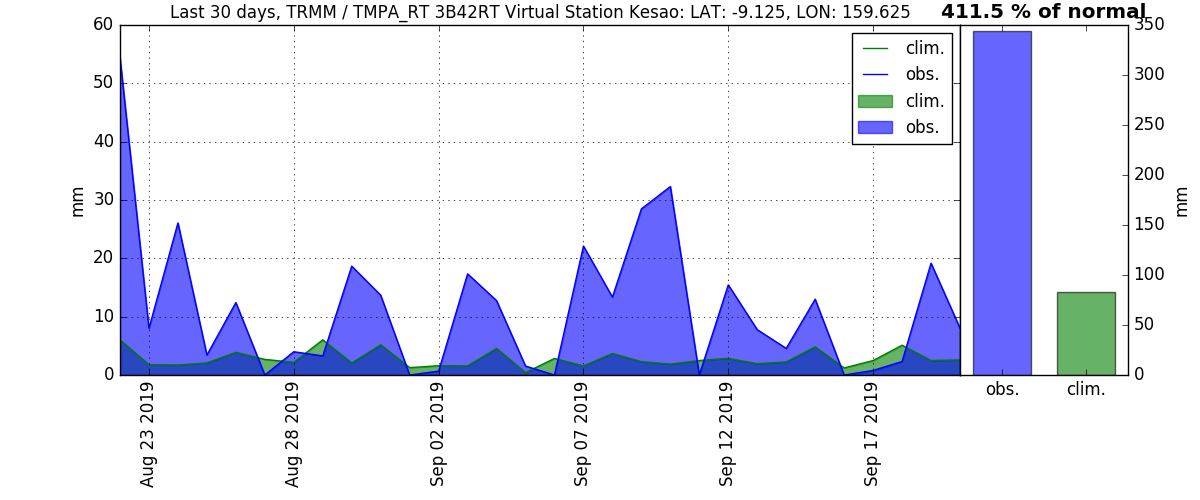 Last 30 days, TRMM / TMPA_RT 3B42RT Virtual Station Kesao: LAT: -9.125, LON: 159.625
411.5 % of normal
60
50
40
30
20
10
0
mm
clim.
obs.
clim.
obs.
Aug 23 2019
Aug 28 2019
Sep 02 2019
Sep 07 2019
Sep 12 2019
Sep 17 2019
350
300
250
200
150
100
50
0
mm
obs.
clim.